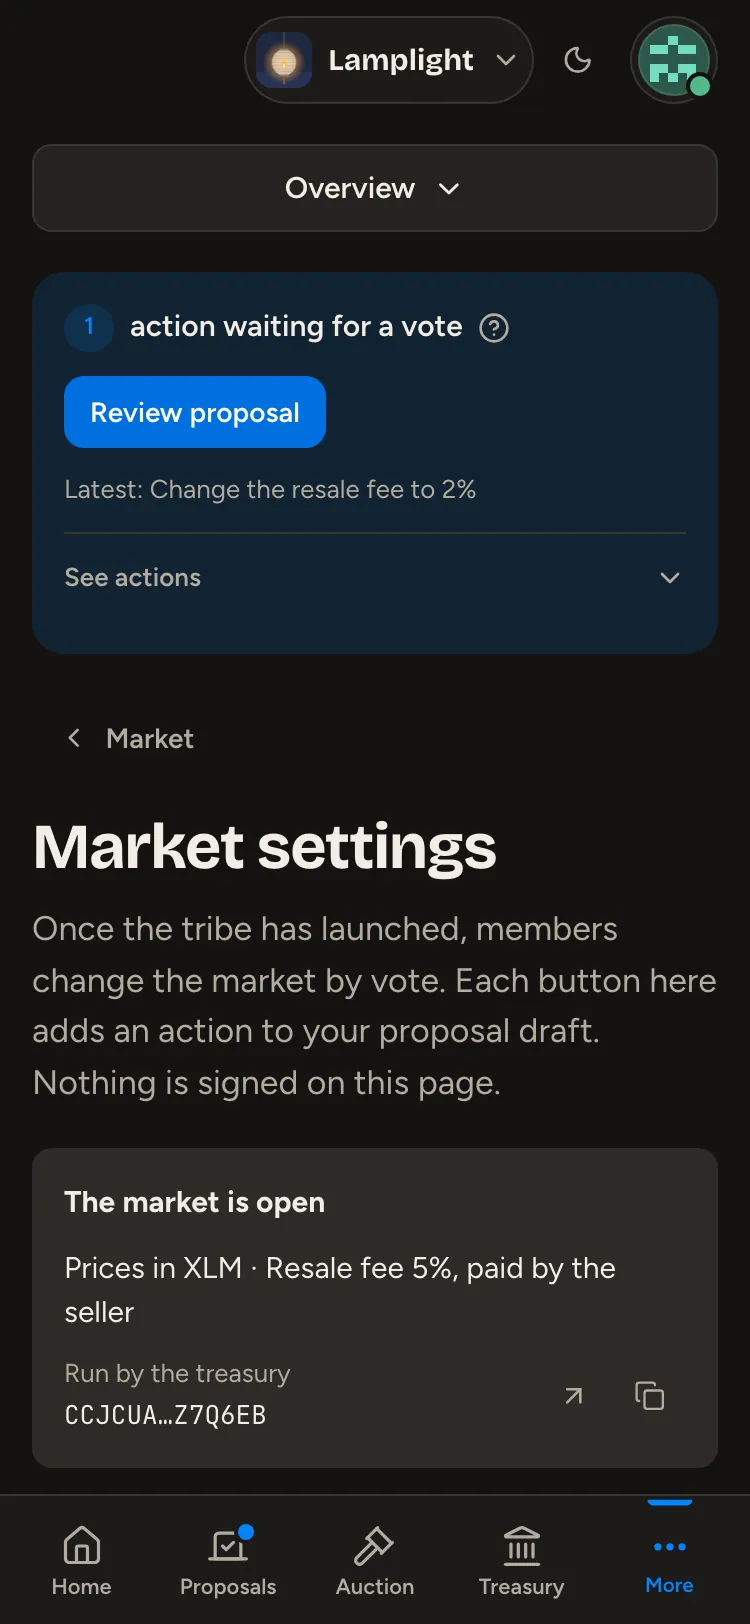 Lamplight
Overview
1 action waiting for a vote
Review proposal
Latest: Change the resale fee to 2%
See actions
Market
Market settings
Once the tribe has launched, members
change the market by vote. Each button here
adds an action to your proposal draft.
Nothing is signed on this page.
The market is open
Prices in XLM · Resale fee 5%, paid by the
seller
Run by the treasury
CCJCUA…Z7Q6EB
Home Proposals Auction Treasury More